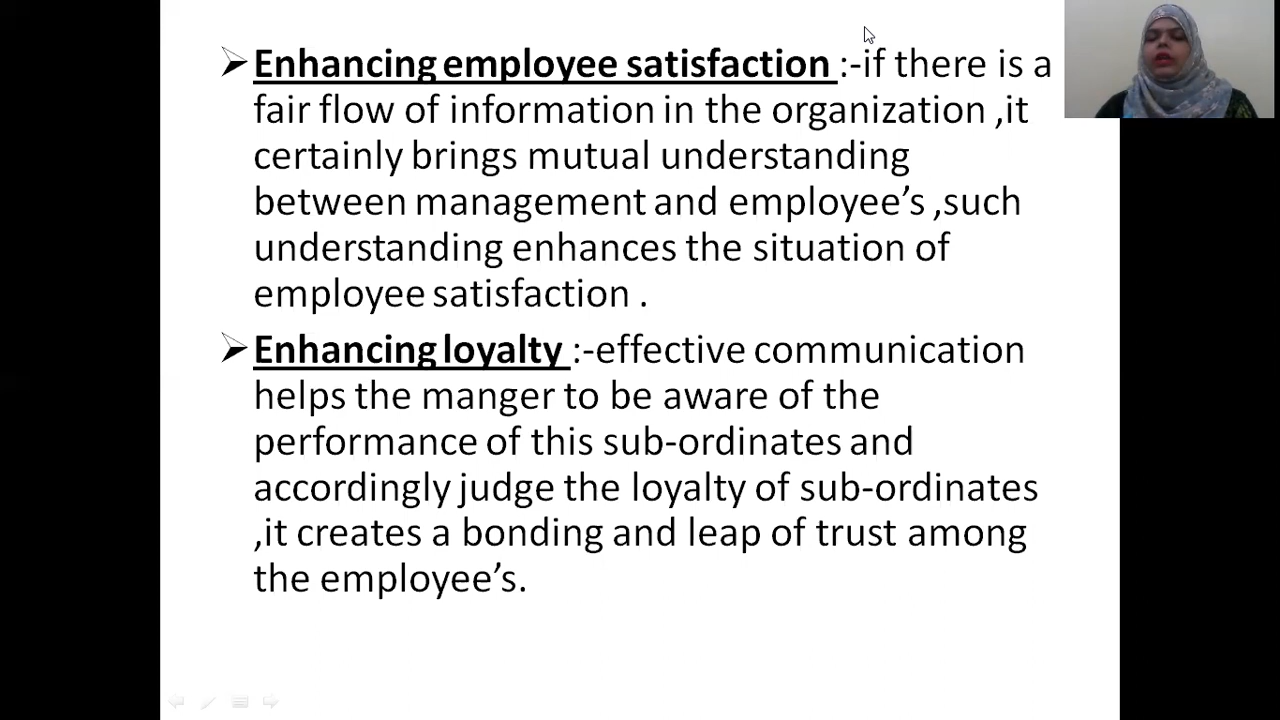 Enhancing employee satisfaction :-if there is a
fair flow of information in the organization ,it
certainly brings mutual understanding
between management and employee’s ,such
understanding enhances the situation of
employee satisfaction .
Enhancing loyalty :-effective communication
helps the manger to be aware of the
performance of this sub-ordinates and
accordingly judge the loyalty of sub-ordinates
,it creates a bonding and leap of trust among
the employee’s.